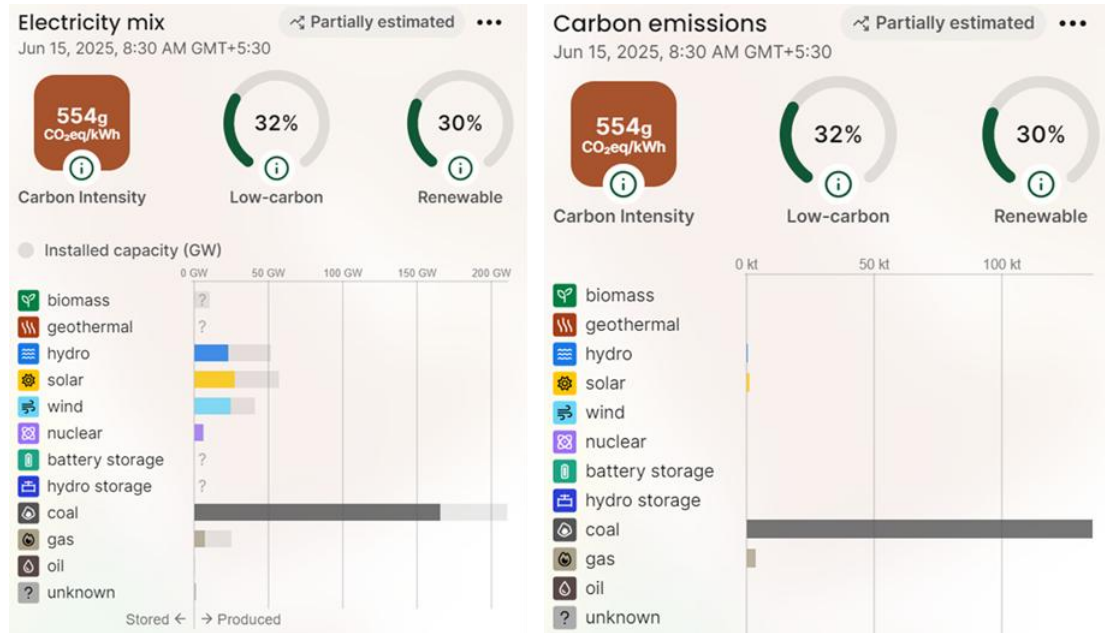 Electricity mix
Partially estimated
Jun 15, 2025, 8:30 AM GMT+5:30
554g
CO₂eq/kWh
32%
30%
Carbon Intensity
Low-carbon
Renewable
Installed capacity (GW)
0 GW 50 GW 100 GW 150 GW 200 GW
biomass ?
geothermal ?
hydro
solar
wind
nuclear
battery storage ?
hydro storage ?
coal
gas
oil
? unknown
Stored ← → Produced
Carbon emissions
Partially estimated
Jun 15, 2025, 8:30 AM GMT+5:30
554g
CO₂eq/kWh
32%
30%
Carbon Intensity
Low-carbon
Renewable
0 kt 50 kt 100 kt
biomass
geothermal
hydro
solar
wind
nuclear
battery storage
hydro storage
coal
gas
oil
? unknown